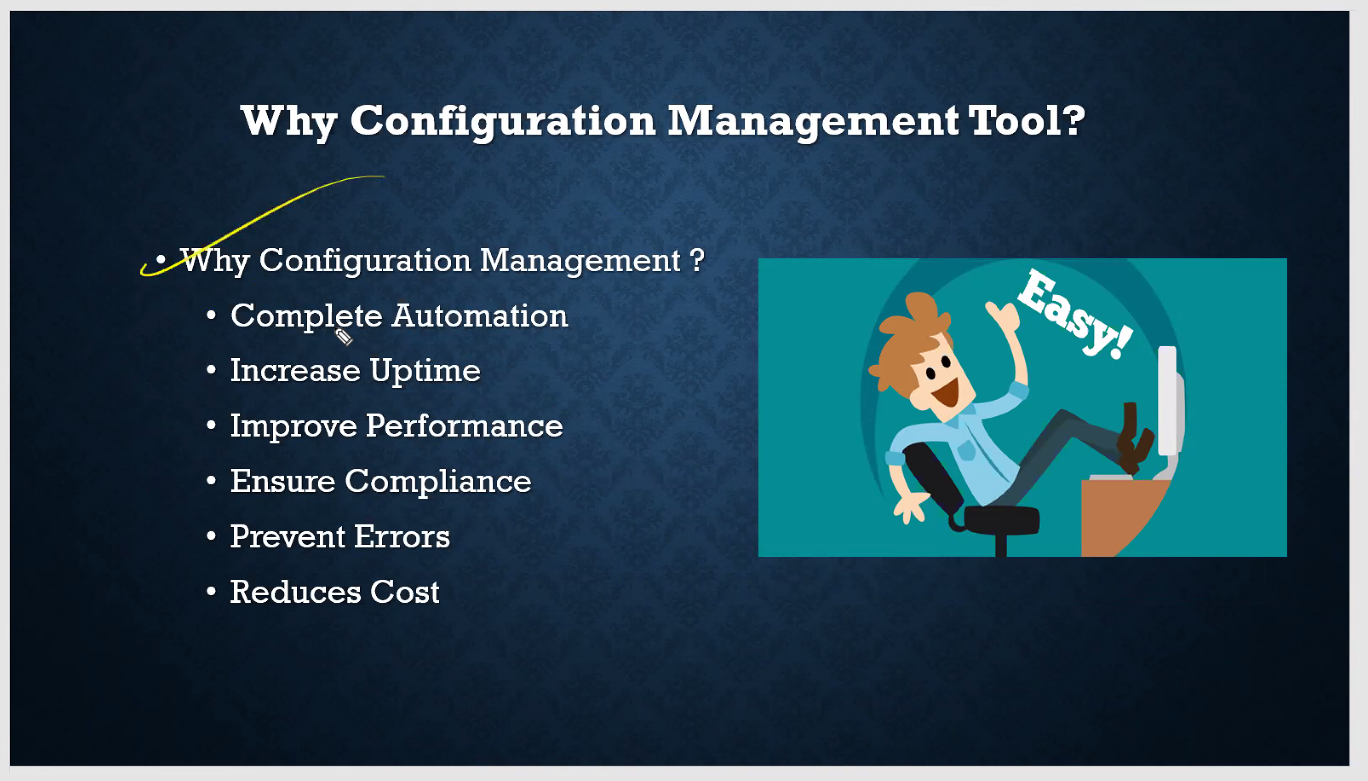 Why Configuration Management Tool?
• Why Configuration Management ?
• Complete Automation
• Increase Uptime
• Improve Performance
• Ensure Compliance
• Prevent Errors
• Reduces Cost
Easy!